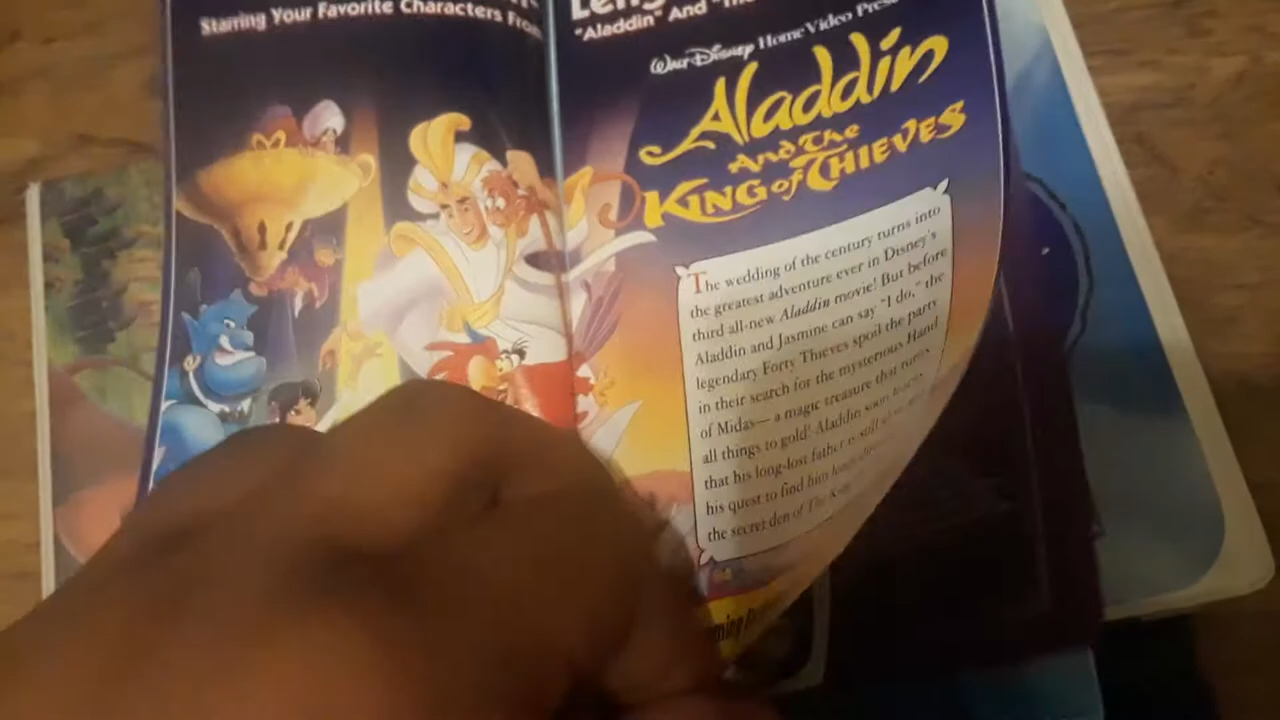 Starring Your Favorite Characters From
"Aladdin" And
Walt Disney Home Video
Aladdin
And The
King of Thieves
The wedding of the century turns into
the greatest adventure ever in Disney's
third all-new Aladdin movie! But before
Aladdin and Jasmine can say "I do," the
legendary Forty Thieves spoil the party
in their search for the mysterious Hand
of Midas— a magic treasure that turns
all things to gold! Aladdin soon learns
that his long-lost father is still
his quest to find him
the secret den of The